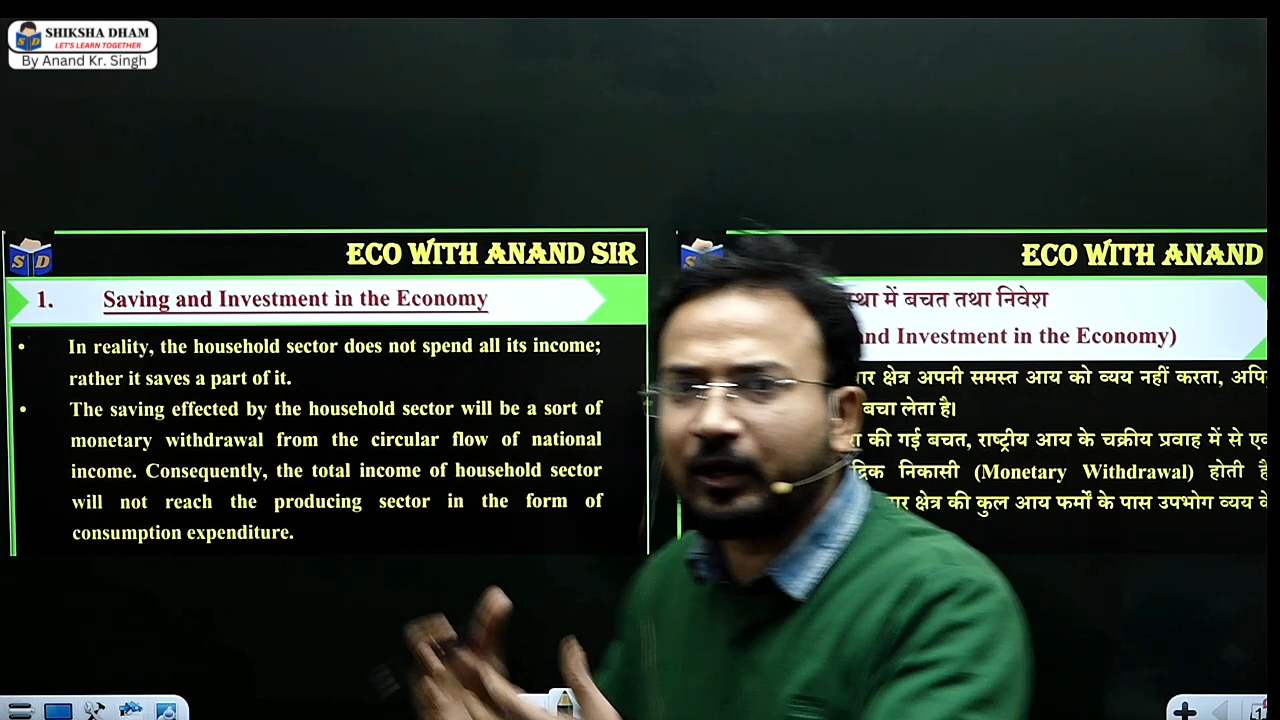 SHIKSHA DHAM
LET'S LEARN TOGETHER
By Anand Kr. Singh
S D
ECO WITH ANAND SIR
1. Saving and Investment in the Economy
• In reality, the household sector does not spend all its income;
rather it saves a part of it.
• The saving effected by the household sector will be a sort of
monetary withdrawal from the circular flow of national
income. Consequently, the total income of household sector
will not reach the producing sector in the form of
consumption expenditure.
ECO WITH ANAND
में बचत तथा निवेश
and Investment in the Economy)
क्षेत्र अपनी समस्त आय को व्यय नहीं करता,
बचा लेता है।
की गई बचत, राष्ट्रीय आय के चक्रीय प्रवाह में से
निकासी (Monetary Withdrawal) होती
क्षेत्र की कुल आय फर्मों के पास उपभोग व्यय